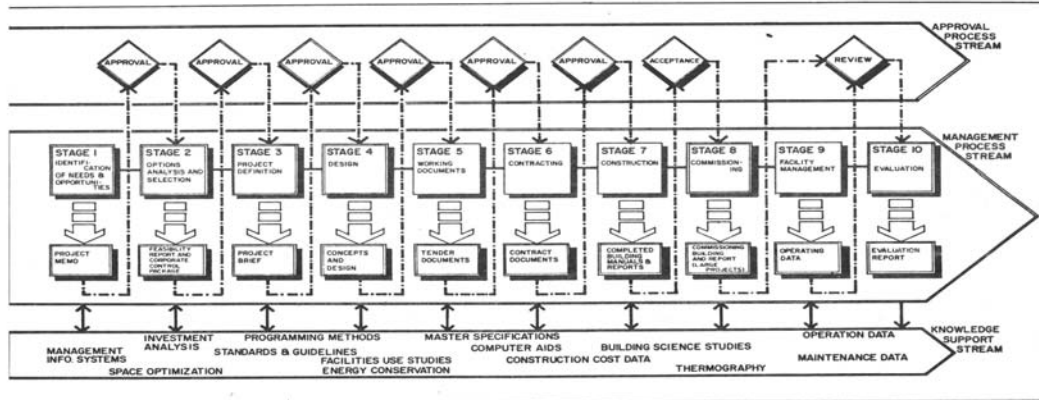 APPROVAL
PROCESS
STREAM
APPROVAL
APPROVAL
APPROVAL
APPROVAL
APPROVAL
APPROVAL
ACCEPTANCE
REVIEW
MANAGEMENT
PROCESS
STREAM
STAGE 1
IDENTIFI-
CATION
OF NEEDS &
OPPORTUNI-
TIES
STAGE 2
OPTIONS
ANALYSIS AND
SELECTION
STAGE 3
PROJECT
DEFINITION
STAGE 4
DESIGN
STAGE 5
WORKING
DOCUMENTS
STAGE 6
CONTRACTING
STAGE 7
CONSTRUCTION
STAGE 8
COMMISSION-
ING
STAGE 9
FACILITY
MANAGEMENT
STAGE 10
EVALUATION
PROJECT
MEMO
FEASIBILITY
REPORT AND
CORPORATE
CONTROL
PACKAGE
PROJECT
BRIEF
CONCEPTS
AND
DESIGN
TENDER
DOCUMENTS
CONTRACT
DOCUMENTS
COMPLETED
BUILDING
MANUALS &
REPORTS
COMMISSIONING
BUILDING
AND REPORT
(LARGE
PROJECTS)
OPERATING
DATA
EVALUATION
REPORT
KNOWLEDGE
SUPPORT
STREAM
MANAGEMENT
INFO. SYSTEMS
INVESTMENT
ANALYSIS
SPACE OPTIMIZATION
PROGRAMMING METHODS
STANDARDS & GUIDELINES
FACILITIES USE STUDIES
ENERGY CONSERVATION
MASTER SPECIFICATIONS
COMPUTER AIDS
CONSTRUCTION COST DATA
BUILDING SCIENCE STUDIES
THERMOGRAPHY
OPERATION DATA
MAINTENANCE DATA